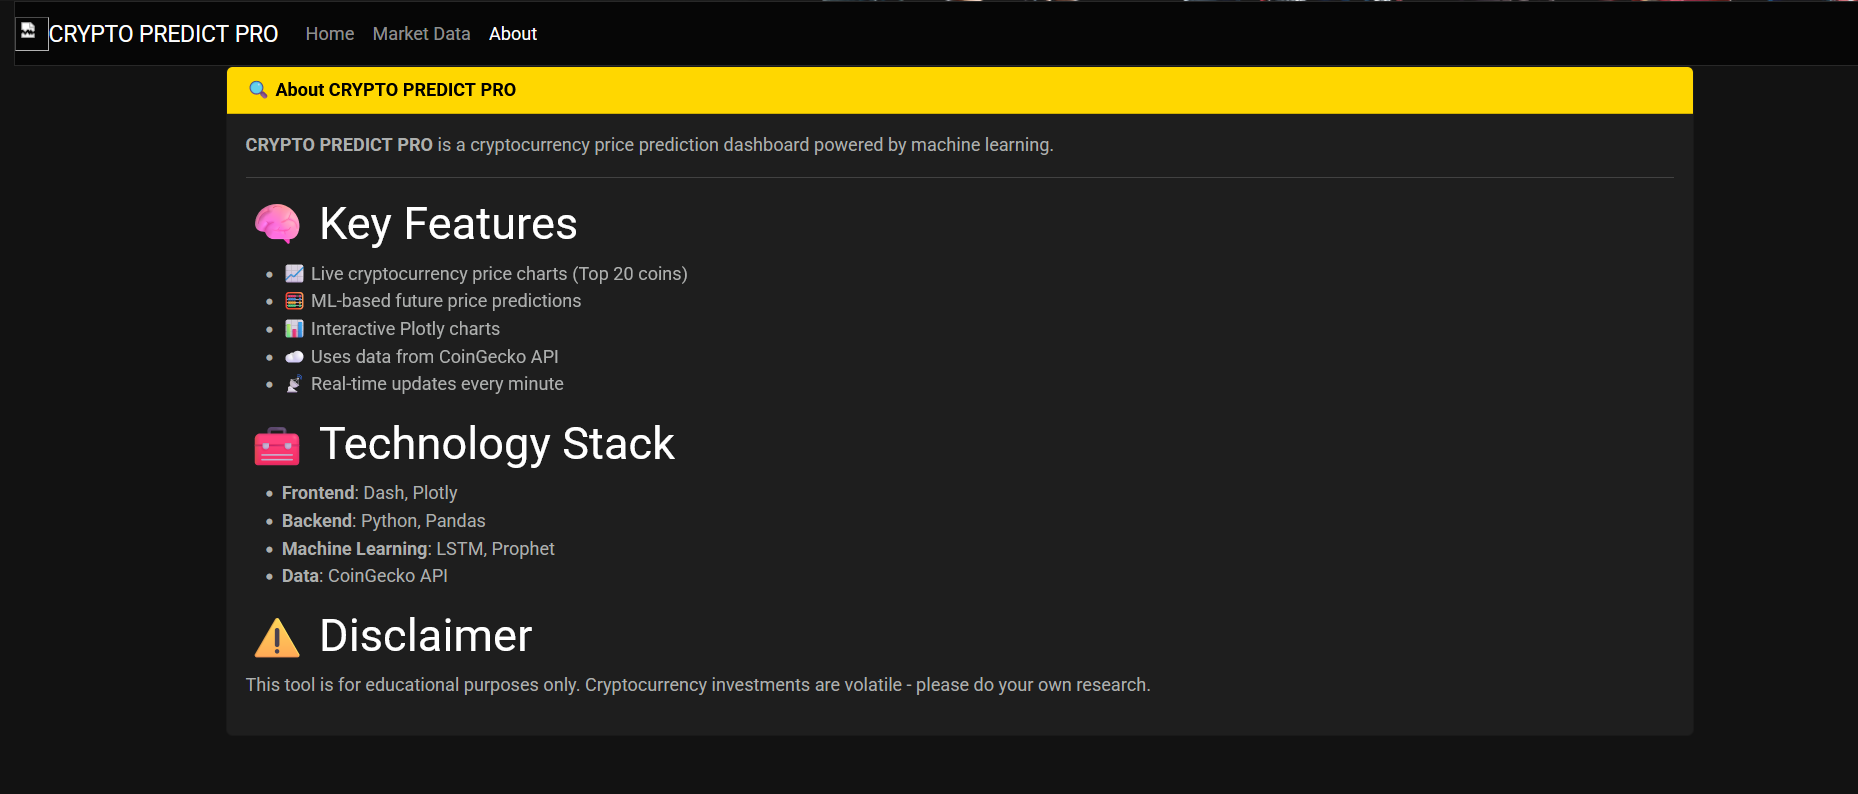 CRYPTO PREDICT PRO Home Market Data About
🔍 About CRYPTO PREDICT PRO
CRYPTO PREDICT PRO is a cryptocurrency price prediction dashboard powered by machine learning.
🧠 Key Features
• 📈 Live cryptocurrency price charts (Top 20 coins)
• 🧮 ML-based future price predictions
• 📊 Interactive Plotly charts
• ☁️ Uses data from CoinGecko API
• 📡 Real-time updates every minute
🧰 Technology Stack
• Frontend: Dash, Plotly
• Backend: Python, Pandas
• Machine Learning: LSTM, Prophet
• Data: CoinGecko API
⚠️ Disclaimer
This tool is for educational purposes only. Cryptocurrency investments are volatile - please do your own research.